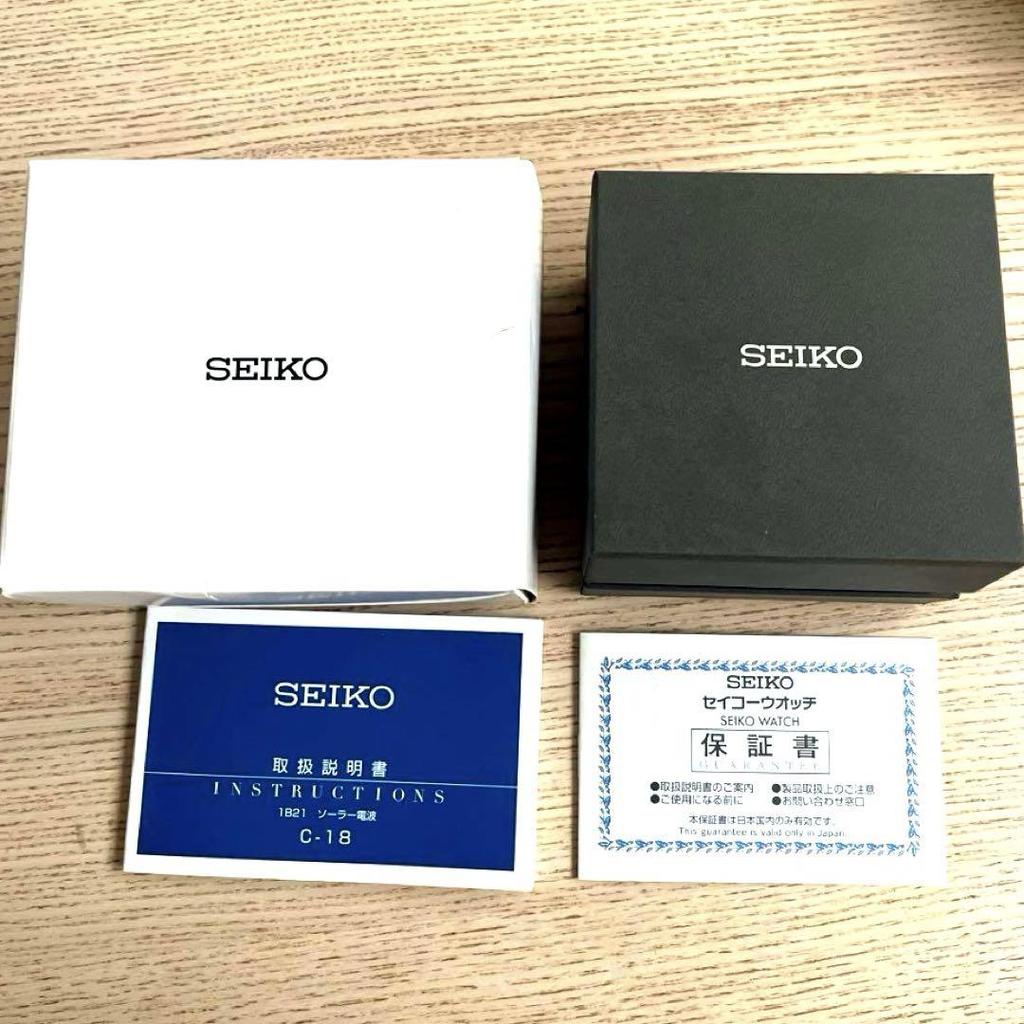 SEIKO
SEIKO
SEIKO
取扱説明書
INSTRUCTIONS
1B21 ソーラー電波
C-18
SEIKO
セイコーウオッチ
SEIKO WATCH
保証書
GUARANTEE
●取扱説明書のご案内 ●製品取扱上のご注意
●ご使用になる前に ●お問い合わせ窓口
本保証書は日本国内のみ有効です。
This guarantee is valid only in Japan.